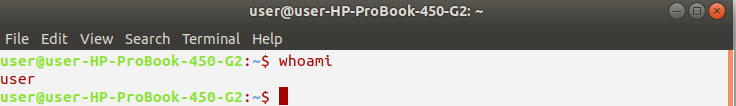 user@user-HP-ProBook-450-G2: ~
File Edit View Search Terminal Help
user@user-HP-ProBook-450-G2:~$ whoami
user
user@user-HP-ProBook-450-G2:~$